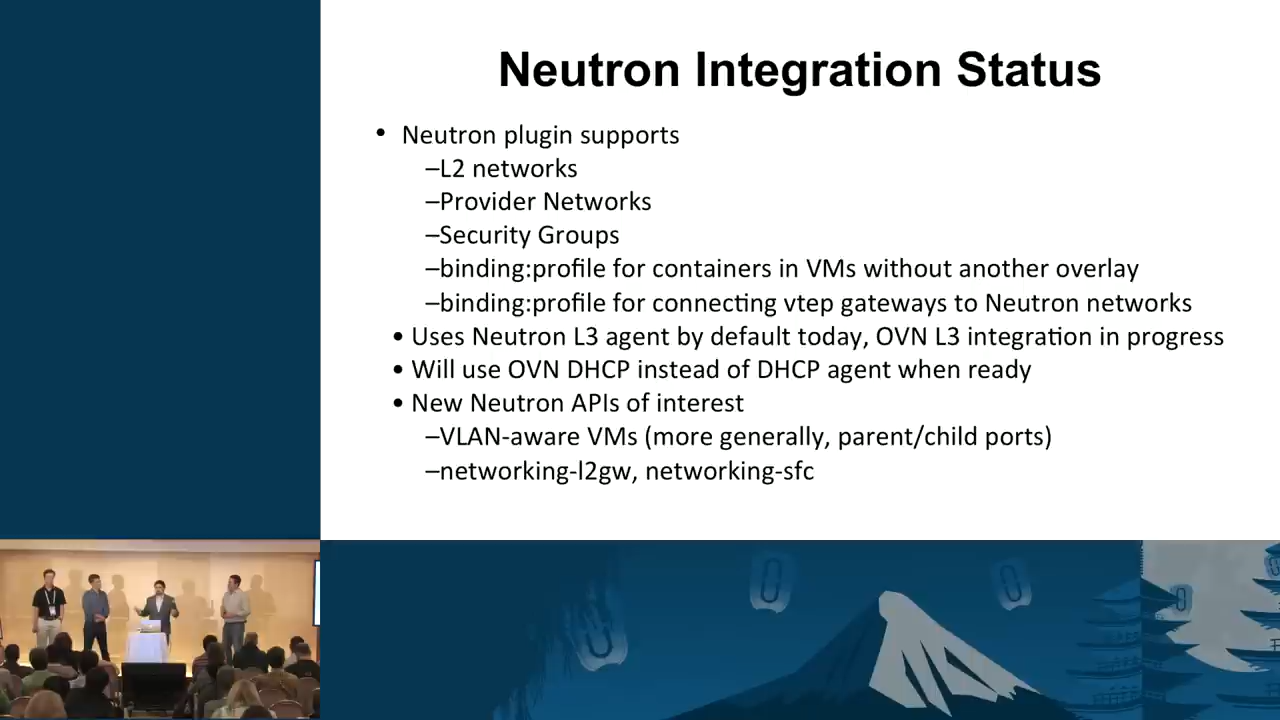 Neutron Integration Status
• Neutron plugin supports
–L2 networks
–Provider Networks
–Security Groups
–binding:profile for containers in VMs without another overlay
–binding:profile for connecting vtep gateways to Neutron networks
• Uses Neutron L3 agent by default today, OVN L3 integration in progress
• Will use OVN DHCP instead of DHCP agent when ready
• New Neutron APIs of interest
–VLAN-aware VMs (more generally, parent/child ports)
–networking-l2gw, networking-sfc